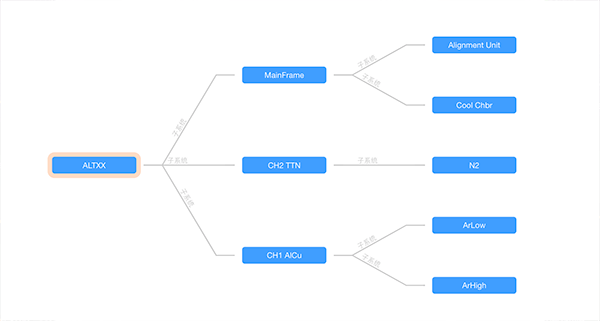 Alignment Unit
子系统
MainFrame
子系统
Cool Chbr
子系统
ALTXX
子系统
CH2 TTN
子系统
N2
子系统
ArLow
子系统
CH1 AlCu
子系统
ArHigh